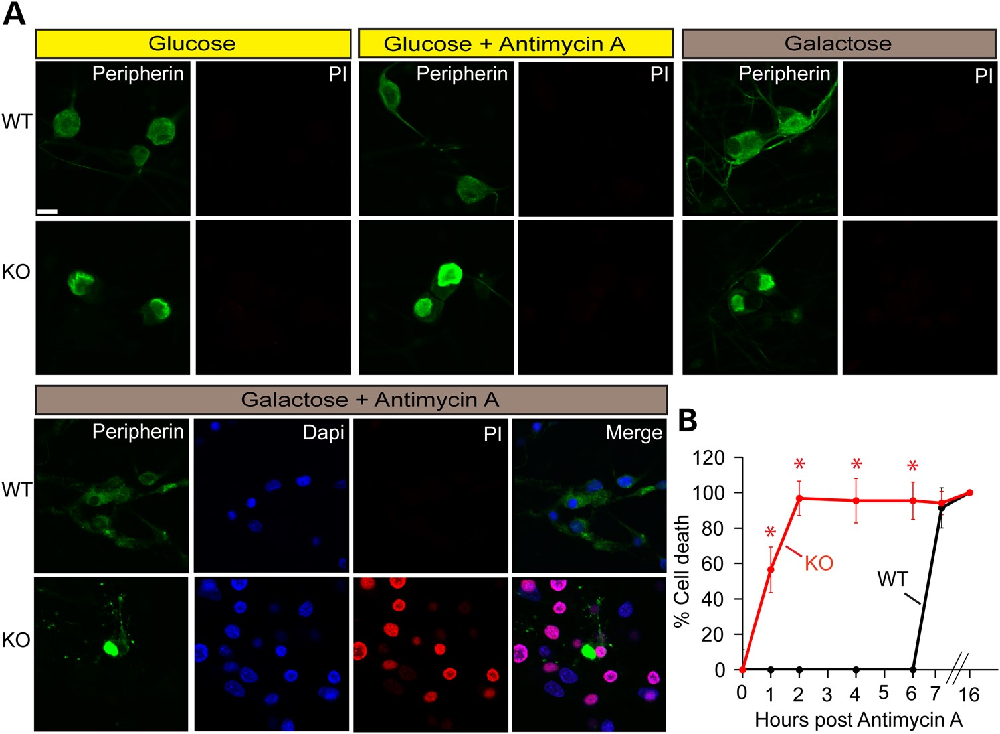 A
Glucose
Glucose + Antimycin A
Galactose
Peripherin PI Peripherin PI Peripherin PI
WT
KO
Galactose + Antimycin A
Peripherin Dapi PI Merge
WT
KO
B
120
100
80
60
40
20
0
% Cell death
* * * *
KO
WT
0 1 2 3 4 5 6 7 16
Hours post Antimycin A